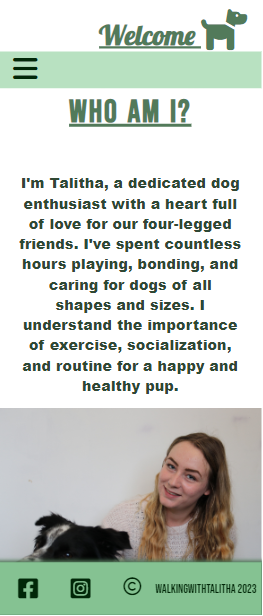 Welcome
WHO AM I?
I'm Talitha, a dedicated dog
enthusiast with a heart full
of love for our four-legged
friends. I've spent countless
hours playing, bonding, and
caring for dogs of all
shapes and sizes. I
understand the importance
of exercise, socialization,
and routine for a happy and
healthy pup.
© WALKINGWITHTALITHA 2023